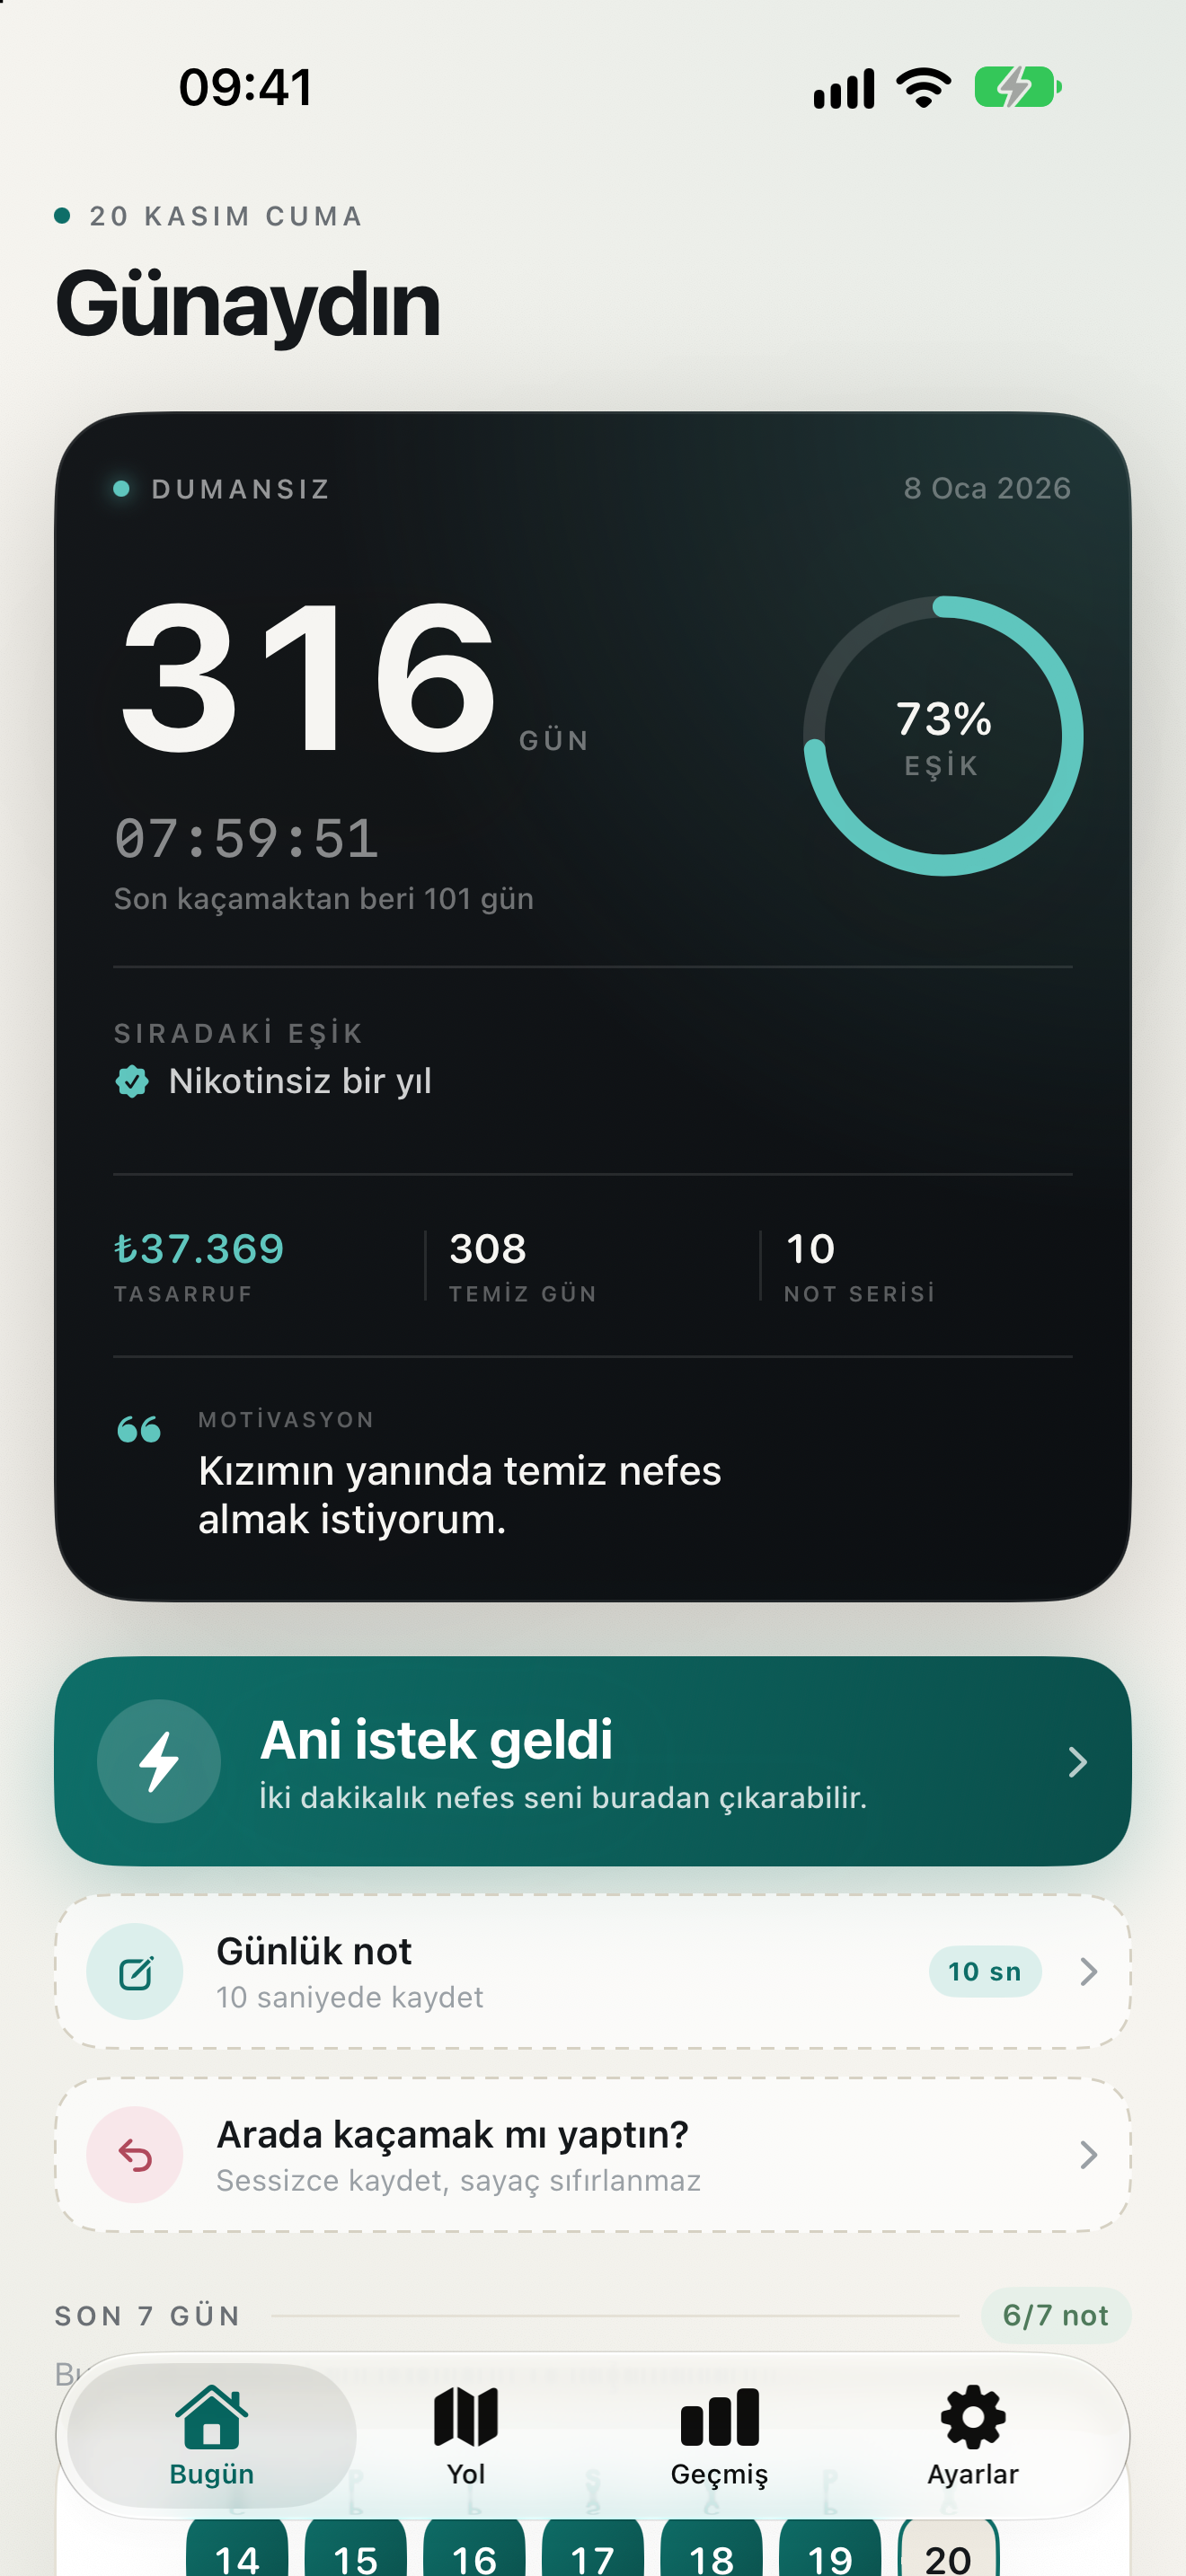 09:41
20 KASIM CUMA
Günaydın
DUMANSIZ
8 Oca 2026
316 GÜN
73%
EŞİK
07:59:51
Son kaçamaktan beri 101 gün
SIRADAKİ EŞİK
Nikotinsiz bir yıl
₺37.369
TASARRUF
308
TEMİZ GÜN
10
NOT SERİSİ
MOTİVASYON
Kızımın yanında temiz nefes
almak istiyorum.
Ani istek geldi
İki dakikalık nefes seni buradan çıkarabilir.
Günlük not
10 saniyede kaydet
10 sn
Arada kaçamak mı yaptın?
Sessizce kaydet, sayaç sıfırlanmaz
SON 7 GÜN
6/7 not
Bugün
Yol
Geçmiş
Ayarlar
14 15 16 17 18 19 20